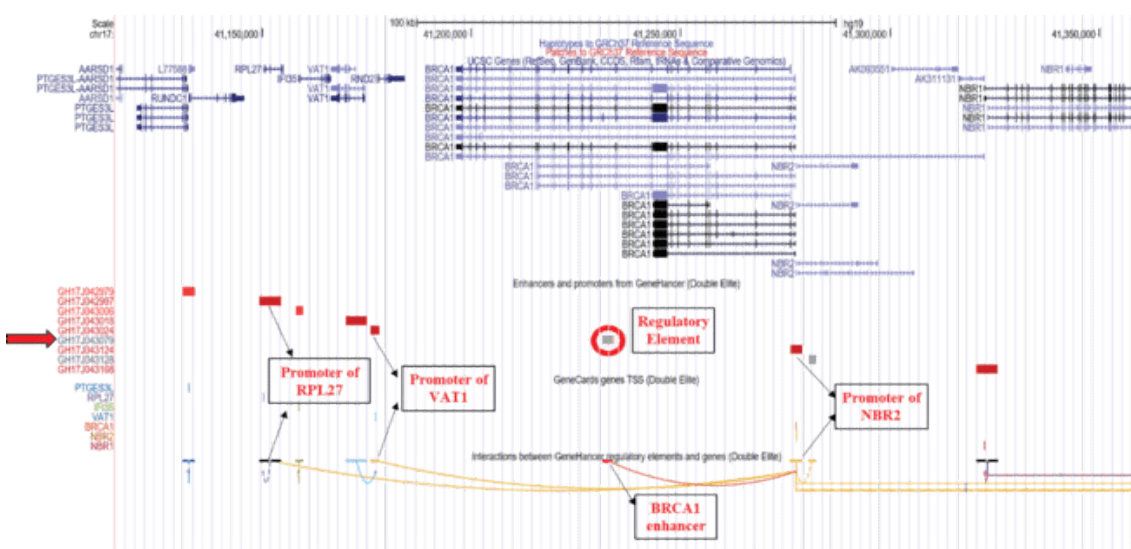 Scale 100 kb hg19
chr17: 41,150,000 41,200,000 41,250,000 41,300,000 41,350,000
Haplotypes to GRCh37 Reference Sequence
Patches to GRCh37 Reference Sequence
UCSC Genes (RefSeq, GenBank, CCDS, Rfam, tRNAs & Comparative Genomics)
AARSD1 L77568 RPL27 VAT1 BRCA1 AK093551 NBR1
PTGES3L-AARSD1 IFI35 RND2 BRCA1 AK311131
PTGES3L-AARSD1 VAT1 BRCA1 NBR1
AARSD1 RUNDC1 VAT1 BRCA1 NBR1
PTGES3L BRCA1 NBR1
PTGES3L BRCA1 NBR1
PTGES3L BRCA1 NBR1
BRCA1
BRCA1
BRCA1
BRCA1 NBR2
BRCA1
BRCA1
BRCA1
BRCA1 NBR2
BRCA1
BRCA1
BRCA1
BRCA1
BRCA1
NBR2
NBR2
Enhancers and promoters from GeneHancer (Double Elite)
GH17J042979
GH17J042997
GH17J043006
GH17J043018
GH17J043024
GH17J043079
GH17J043124
GH17J043128
GH17J043168
Regulatory
Element
Promoter of
RPL27
Promoter of
VAT1
GeneCards genes TSS (Double Elite)
Promoter of
NBR2
PTGES3L
RPL27
IFI35
VAT1
BRCA1
NBR2
NBR1
Interactions between GeneHancer regulatory elements and genes (Double Elite)
BRCA1
enhancer